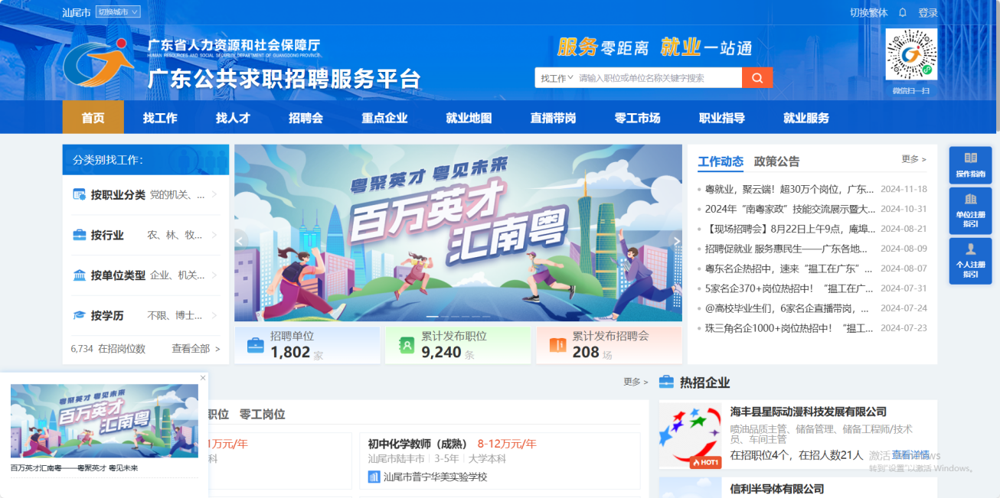 汕尾市 切换城市
切换繁体 登录
广东省人力资源和社会保障厅
HUMAN RESOURCES AND SOCIAL SECURITY DEPARTMENT OF GUANGDONG PROVINCE
广东公共求职招聘服务平台
服务零距离 就业一站通
找工作 请输入职位或单位名称关键字搜索
微信扫一扫
首页 找工作 找人才 招聘会 重点企业 就业地图 直播带岗 零工市场 职业指导 就业服务
分类别找工作：
按职业分类 党的机关、...
按行业 农、林、牧...
按单位类型 企业、机关...
按学历 不限、博士...
6,734 在招岗位数 查看全部 >
粤聚英才 粤见未来
百万英才
汇南粤
招聘单位
1,802 家
累计发布职位
9,240 条
累计发布招聘会
208 场
工作动态 政策公告 更多 >
粤就业，聚云端！超30万个岗位，广东... 2024-11-18
2024年“南粤家政”技能交流展示暨大... 2024-10-31
【现场招聘会】8月22日上午9点，庵埠... 2024-08-21
招聘促就业 服务惠民生——广东各地... 2024-08-09
粤东名企热招中，速来“揾工在广东”... 2024-08-07
5家名企370+岗位热招中！“揾工在广... 2024-07-31
@高校毕业生们，6家名企直播带岗，... 2024-07-24
珠三角名企1000+岗位热招中！“揾工... 2024-07-23
操作指南
单位注册
指引
个人注册
指引
更多 >
职位 零工岗位
1万元/年
科
初中化学教师（成熟） 8-12万元/年
汕尾市陆丰市 3-5年 大学本科
汕尾市普宁华美实验学校
热招企业
海丰县星际动漫科技发展有限公司
喷油品质主管、储备管理、储备工程师/技术
员、车间主管
在招职位4个，在招人数21人 查看详情
HOT1
信利半导体有限公司
粤聚英才 粤见未来
百万英才
汇南粤
百万英才汇南粤——粤聚英才 粤见未来
转到“设置”以激活 Windows。